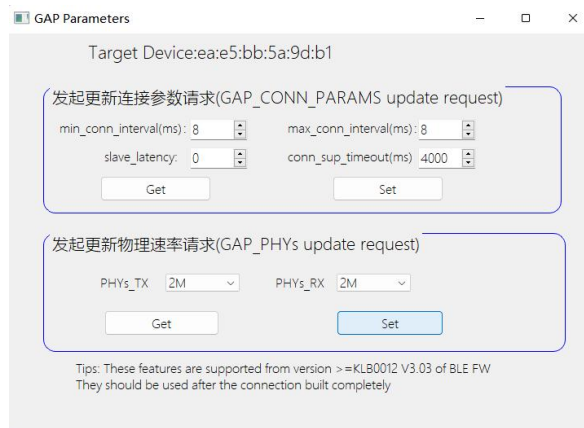 GAP Parameters
Target Device:ea:e5:bb:5a:9d:b1
发起更新连接参数请求(GAP_CONN_PARAMS update request)
min_conn_interval(ms): 8 max_conn_interval(ms): 8
slave_latency: 0 conn_sup_timeout(ms) 4000
Get Set
发起更新物理速率请求(GAP_PHYs update request)
PHYs_TX 2M PHYs_RX 2M
Get Set
Tips: These features are supported from version >=KLB0012 V3.03 of BLE FW
They should be used after the connection built completely